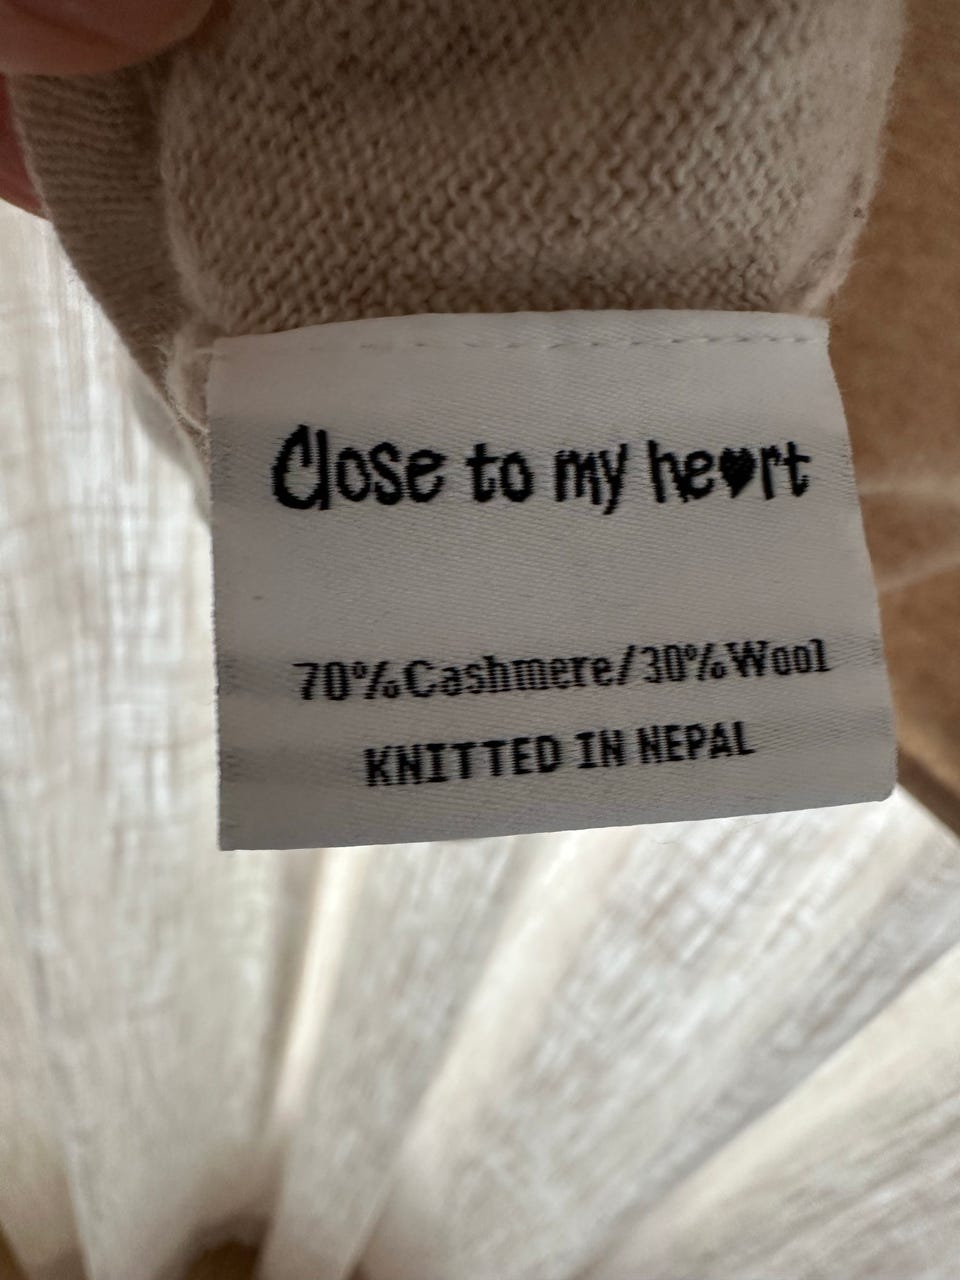 Close to my he♥rt
70%Cashmere/30%Wool
KNITTED IN NEPAL